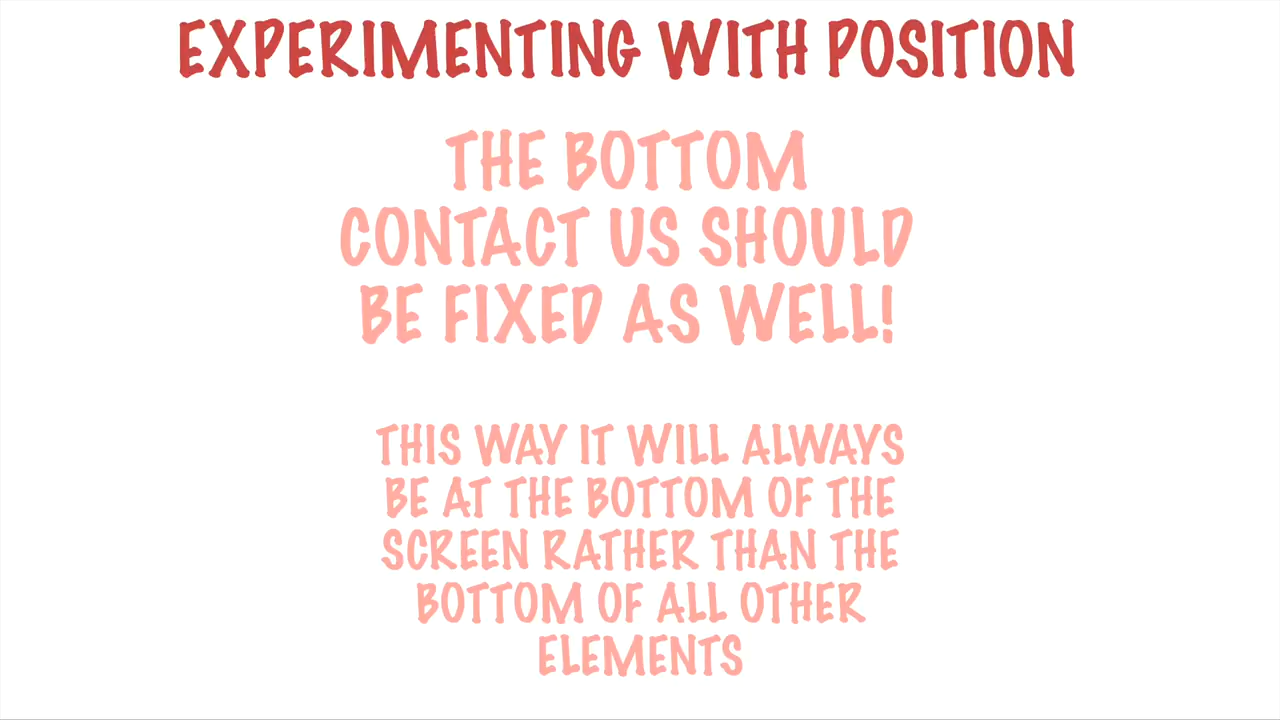 EXPERIMENTING WITH POSITION
THE BOTTOM
CONTACT US SHOULD
BE FIXED AS WELL!
THIS WAY IT WILL ALWAYS
BE AT THE BOTTOM OF THE
SCREEN RATHER THAN THE
BOTTOM OF ALL OTHER
ELEMENTS